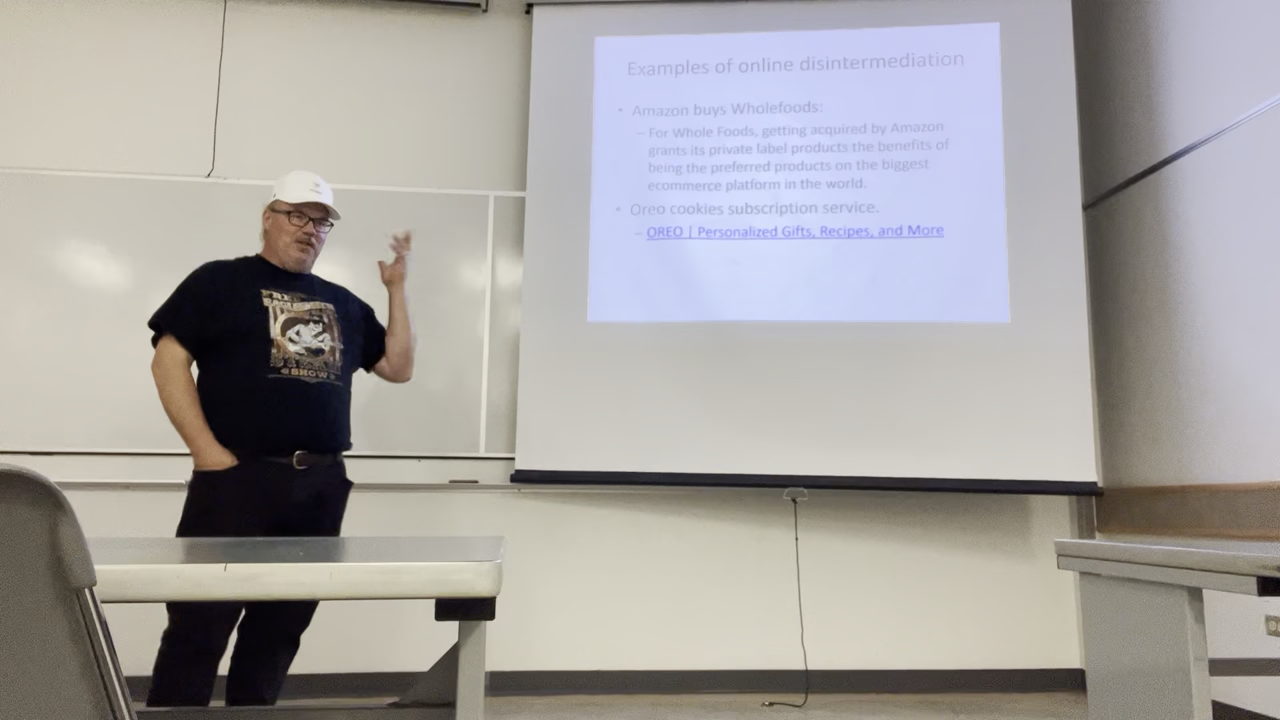 Examples of online disintermediation
• Amazon buys Wholefoods:
– For Whole Foods, getting acquired by Amazon
grants its private label products the benefits of
being the preferred products on the biggest
ecommerce platform in the world.
• Oreo cookies subscription service.
– OREO | Personalized Gifts, Recipes, and More
SHOW